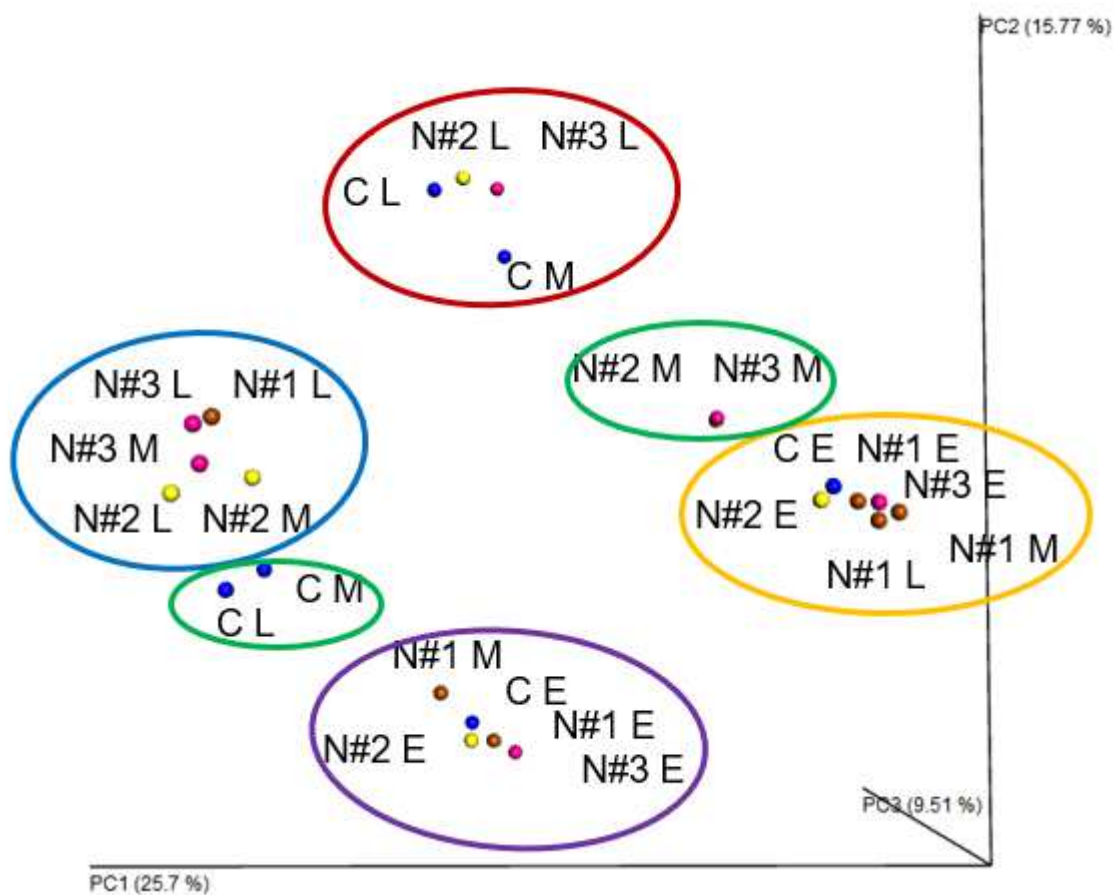 PC2 (15.77 %)
N#2 L N#3 L
C L
C M
N#2 M N#3 M
N#3 L N#1 L
N#3 M
N#2 L N#2 M
C E N#1 E
N#3 E
N#2 E
N#1 M
N#1 L
C M
C L
N#1 M
C E
N#1 E
N#2 E
N#3 E
PC3 (9.51 %)
PC1 (25.7 %)